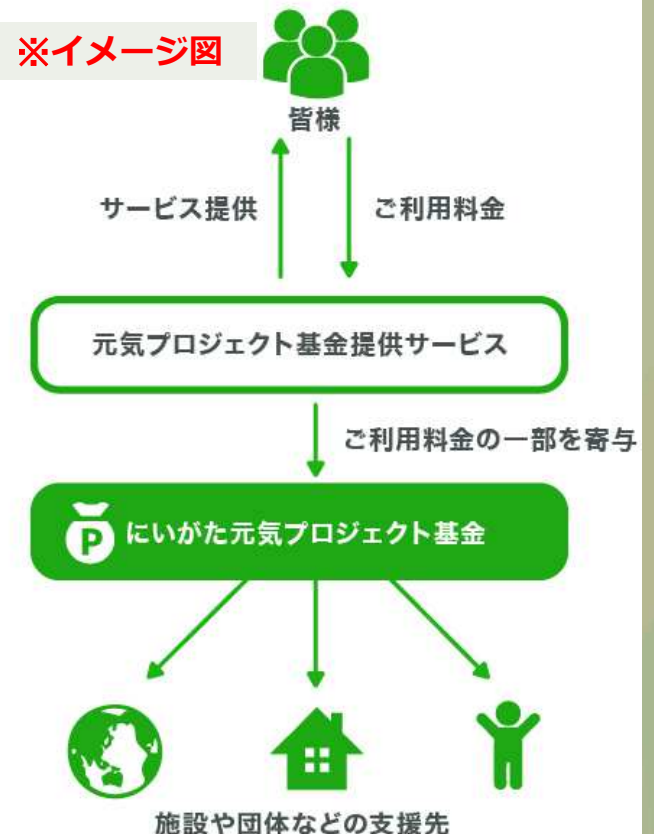 ※イメージ図
皆様
サービス提供
ご利用料金
元気プロジェクト基金提供サービス
ご利用料金の一部を寄与
P
にいがた元気プロジェクト基金
施設や団体などの支援先